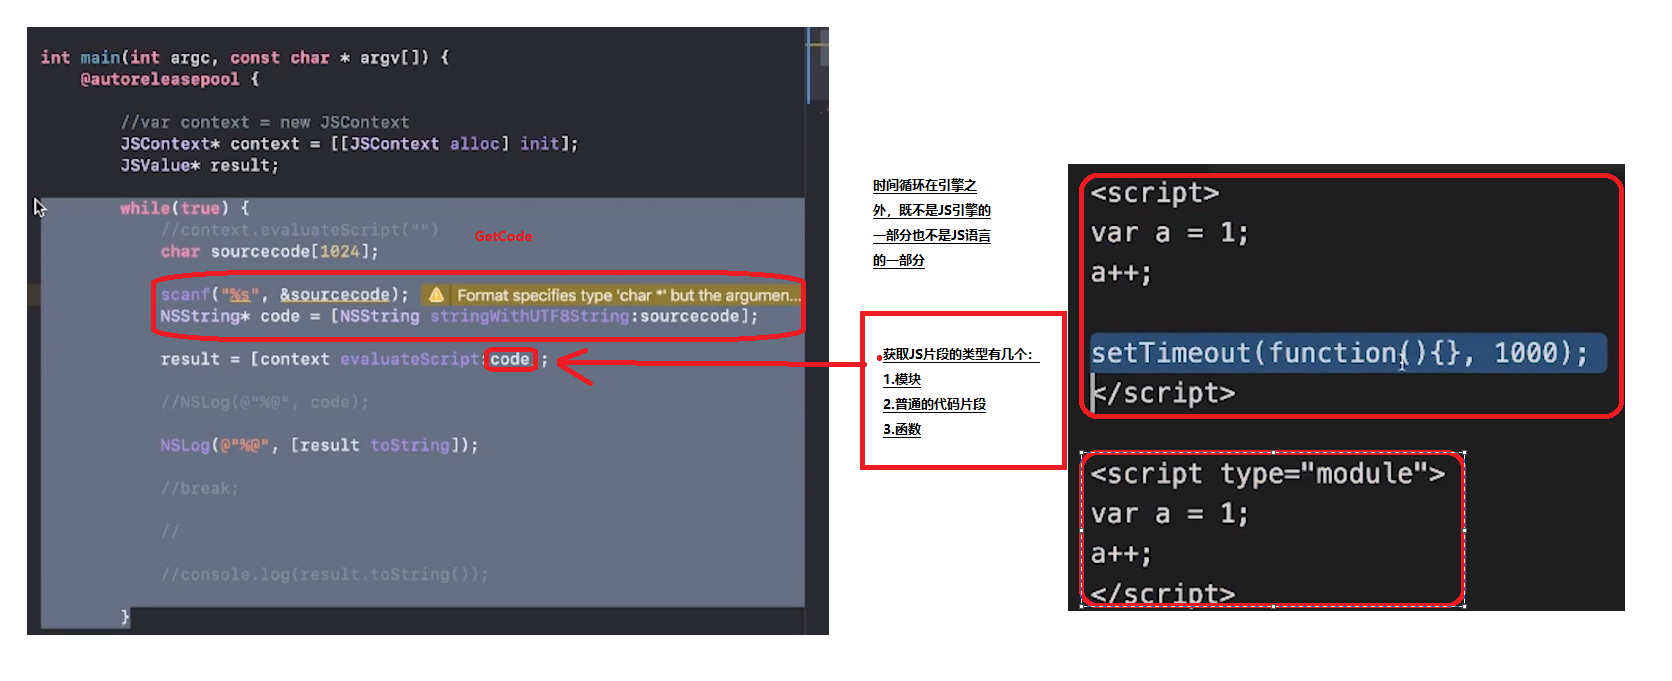 int main(int argc, const char * argv[]) {
@autoreleasepool {
//var context = new JSContext
JSContext* context = [[JSContext alloc] init];
JSValue* result;
while(true) {
//context.evaluateScript("")
GetCode
char sourcecode[1024];
scanf("%s", &sourcecode);
Format specifies type 'char *' but the argumen...
NSString* code = [NSString stringWithUTF8String:sourcecode];
result = [context evaluateScript:code];
//NSLog(@"%@", code);
NSLog(@"%@", [result toString]);
//break;
//
//console.log(result.toString());
}
时间循环在引擎之
外，既不是JS引擎的
一部分也不是JS语言
的一部分
获取JS片段的类型有几个：
1.模块
2.普通的代码片段
3.函数
<script>
var a = 1;
a++;
setTimeout(function(){}, 1000);
</script>
<script type="module">
var a = 1;
a++;
</script>